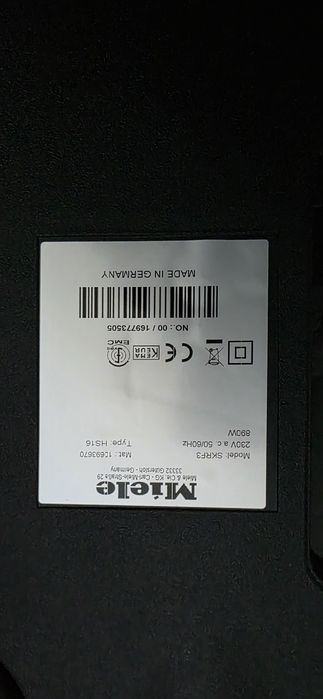 Miele
Miele & Cie. KG - Carl-Miele-Straße 29
33332 Gütersloh - Germany
Model: SKRF3 Mat.: 10693670
230V a.c. 50/60Hz Type: HS16
890W
KEMA
KEUR
EMC
NO.: 00 / 169773505
MADE IN GERMANY